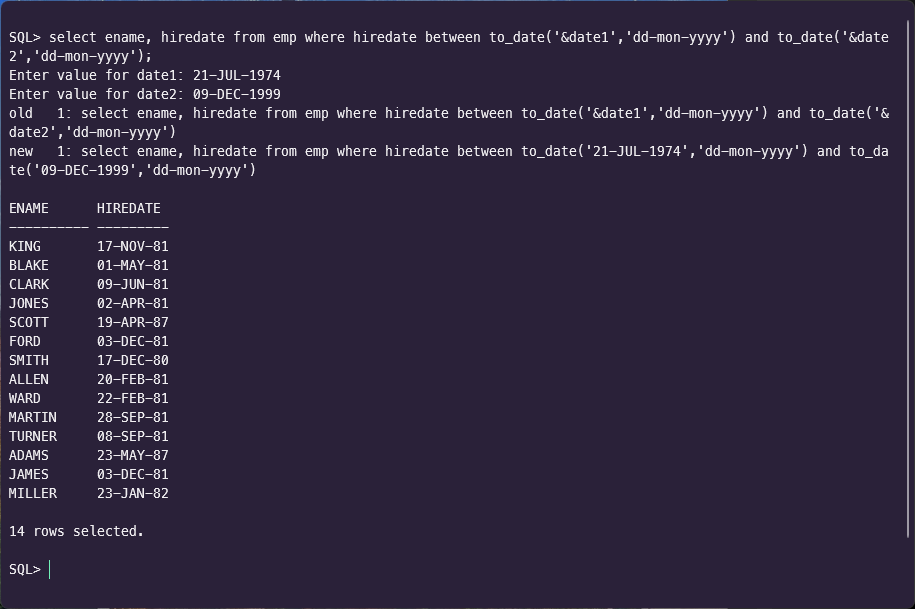 SQL> select ename, hiredate from emp where hiredate between to_date('&date1','dd-mon-yyyy') and to_date('&date
2','dd-mon-yyyy');
Enter value for date1: 21-JUL-1974
Enter value for date2: 09-DEC-1999
old   1: select ename, hiredate from emp where hiredate between to_date('&date1','dd-mon-yyyy') and to_date('&
date2','dd-mon-yyyy')
new   1: select ename, hiredate from emp where hiredate between to_date('21-JUL-1974','dd-mon-yyyy') and to_da
te('09-DEC-1999','dd-mon-yyyy')

ENAME      HIREDATE
---------- ---------
KING       17-NOV-81
BLAKE      01-MAY-81
CLARK      09-JUN-81
JONES      02-APR-81
SCOTT      19-APR-87
FORD       03-DEC-81
SMITH      17-DEC-80
ALLEN      20-FEB-81
WARD       22-FEB-81
MARTIN     28-SEP-81
TURNER     08-SEP-81
ADAMS      23-MAY-87
JAMES      03-DEC-81
MILLER     23-JAN-82

14 rows selected.

SQL>